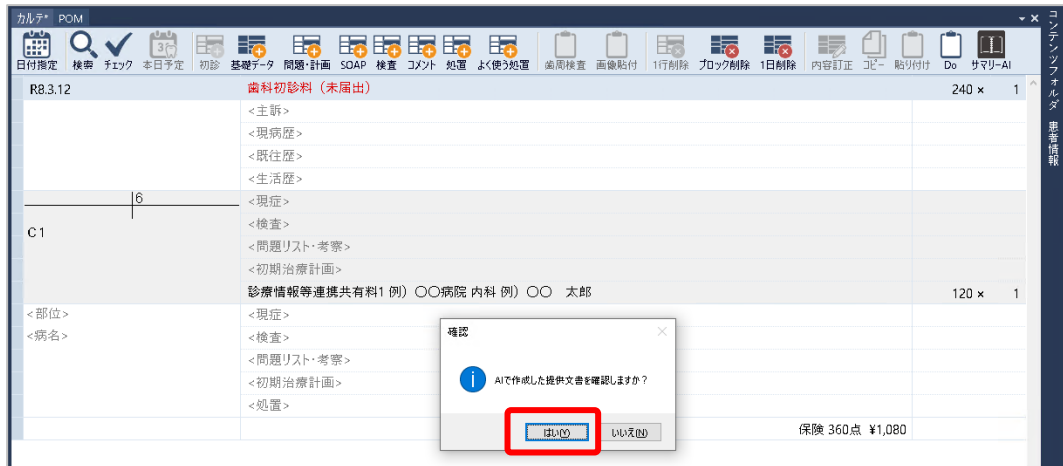 カルテ* POM
日付指定 検索 チェック 本日予定 初診 基礎データ 問題・計画 SOAP 検査 コメント 処置 よく使う処置 歯周検査 画像貼付 1行削除 ブロック削除 1日削除 内容訂正 コピー 貼り付け Do サマリーAI
コンテンツフォルダ 患者情報
R8.3.12 歯科初診料（未届出） 240 × 1
<主訴>
<現病歴>
<既往歴>
<生活歴>
6 <現症>
C1 <検査>
<問題リスト・考察>
<初期治療計画>
診療情報等連携共有料1 例）〇〇病院 内科 例）〇〇　太郎 120 × 1
<部位> <現症>
<病名> <検査>
<問題リスト・考察>
<初期治療計画>
<処置>
保険 360点 ¥1,080
確認
AIで作成した提供文書を確認しますか？
はい(Y) いいえ(N)